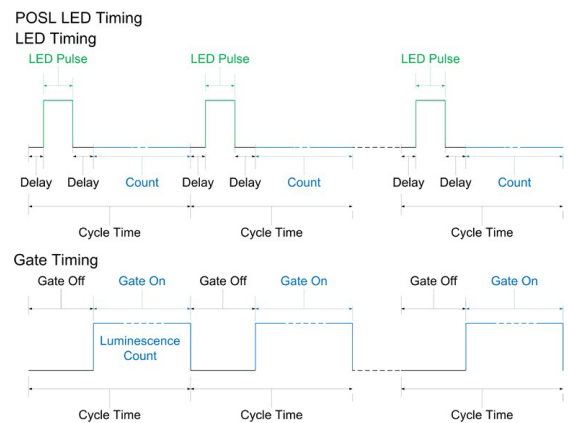 POSL LED Timing
LED Timing
LED Pulse LED Pulse LED Pulse
Delay Delay Count Delay Delay Count Delay Delay Count
Cycle Time Cycle Time Cycle Time
Gate Timing
Gate Off Gate On Gate Off Gate On Gate Off Gate On
Luminescence
Count
Cycle Time Cycle Time Cycle Time